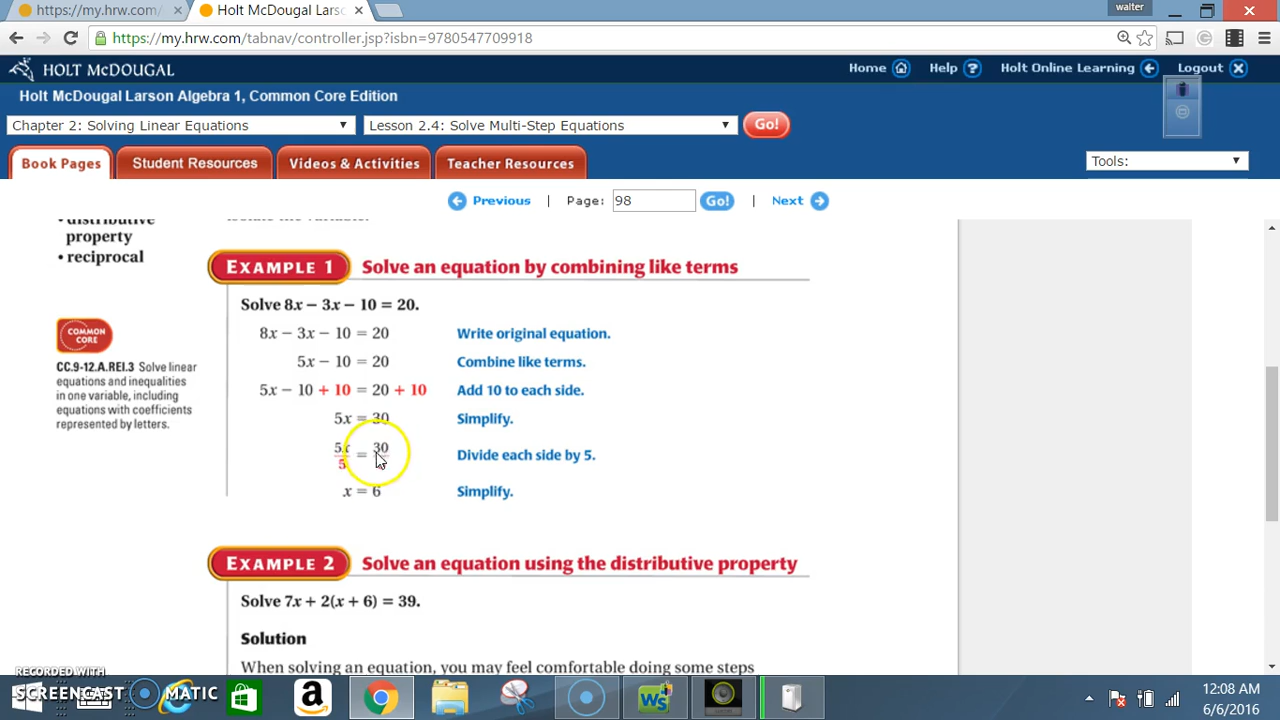 https://my.hrw.com/tabnav/ Holt McDougal Larson Alge walter
https://my.hrw.com/tabnav/controller.jsp?isbn=9780547709918
HOLT McDOUGAL Home Help ? Holt Online Learning Logout
Holt McDougal Larson Algebra 1, Common Core Edition
Chapter 2: Solving Linear Equations Lesson 2.4: Solve Multi-Step Equations Go!
Book Pages Student Resources Videos & Activities Teacher Resources Tools:
Previous | Page: 98 Go! | Next
• distributive
property
• reciprocal
EXAMPLE 1 Solve an equation by combining like terms
Solve 8x − 3x − 10 = 20.
8x − 3x − 10 = 20 Write original equation.
5x − 10 = 20 Combine like terms.
5x − 10 + 10 = 20 + 10 Add 10 to each side.
5x = 30 Simplify.
5x/5 = 30 Divide each side by 5.
x = 6 Simplify.
COMMON
CORE
CC.9-12.A.REI.3 Solve linear
equations and inequalities
in one variable, including
equations with coefficients
represented by letters.
EXAMPLE 2 Solve an equation using the distributive property
Solve 7x + 2(x + 6) = 39.
Solution
When solving an equation, you may feel comfortable doing some steps
RECORDED WITH
SCREENCAST MATIC
12:08 AM
6/6/2016